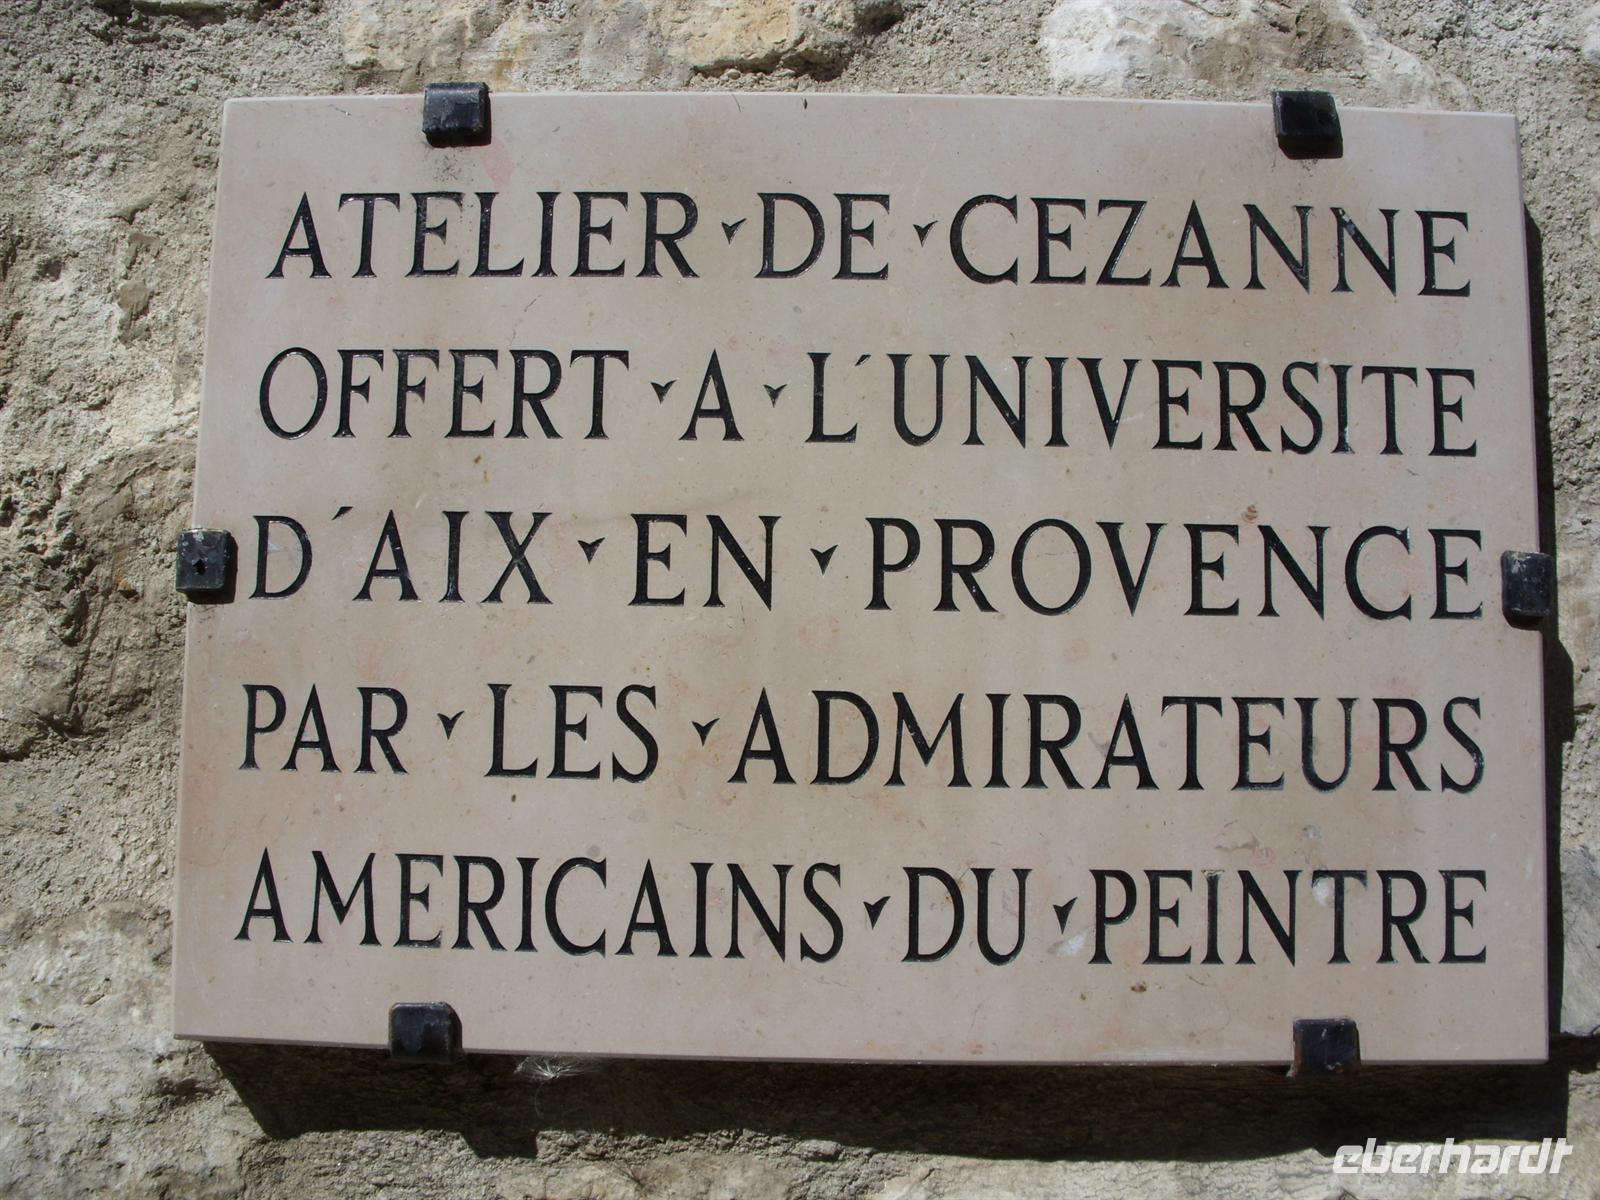 ATELIER DE CEZANNE
OFFERT A L'UNIVERSITE
D'AIX EN PROVENCE
PAR LES ADMIRATEURS
AMERICAINS DU PEINTRE
eberhardt